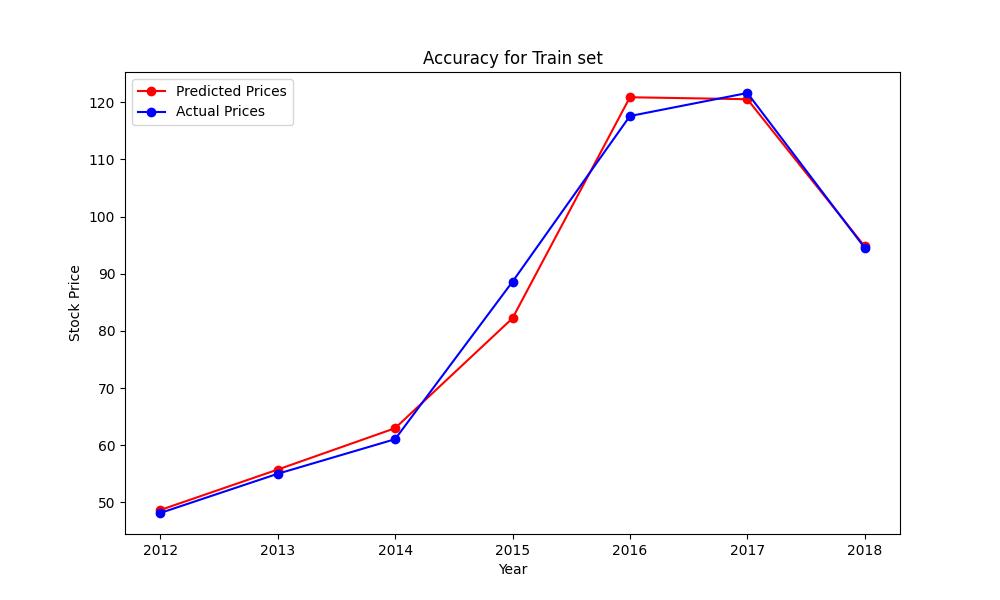 Accuracy for Train set
Predicted Prices
Actual Prices
120
110
100
90
80
70
60
50
Stock Price
2012 2013 2014 2015 2016 2017 2018
Year